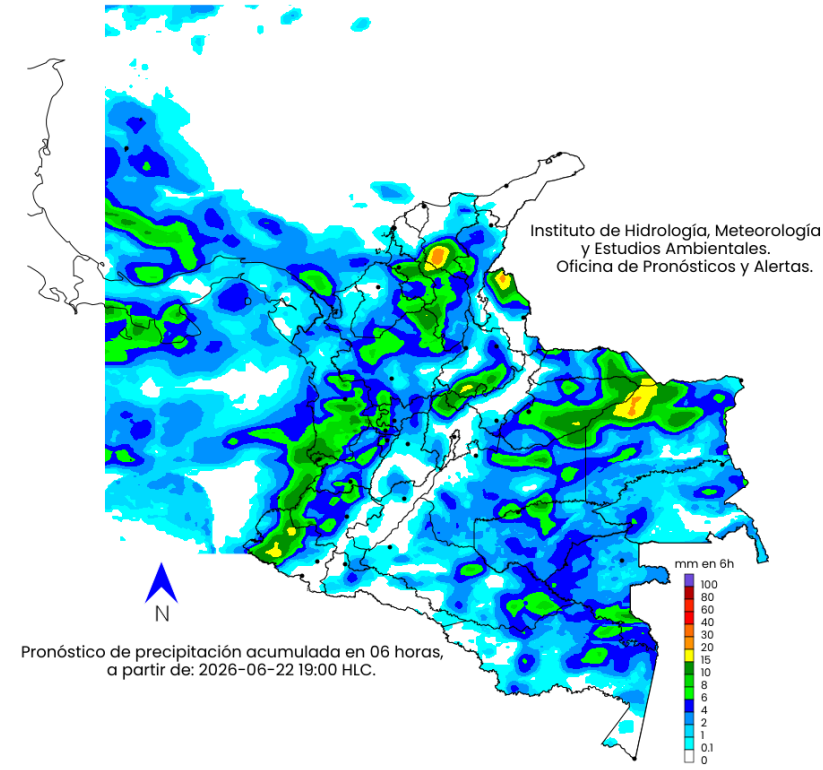 Instituto de Hidrología, Meteorología
y Estudios Ambientales.
Oficina de Pronósticos y Alertas.
mm en 6h
100
80
60
40
30
20
15
10
8
6
4
2
1
0.1
0
N
Pronóstico de precipitación acumulada en 06 horas,
a partir de: 2026-06-22 19:00 HLC.